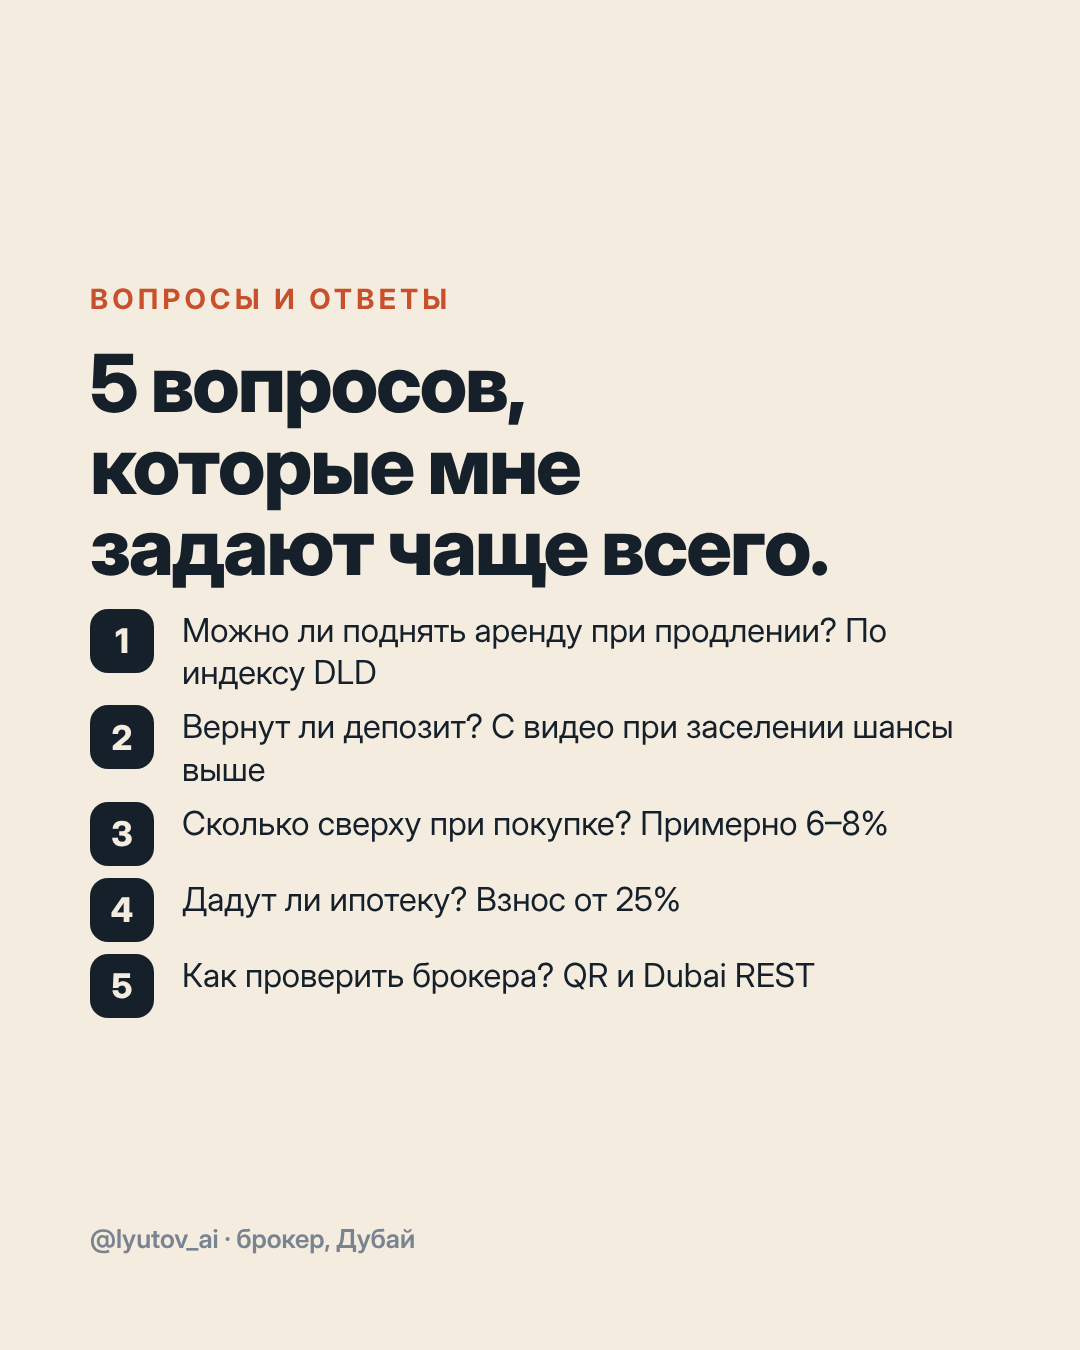 ВОПРОСЫ И ОТВЕТЫ
5 вопросов,
которые мне
задают чаще всего.
1 Можно ли поднять аренду при продлении? По
индексу DLD
2 Вернут ли депозит? С видео при заселении шансы
выше
3 Сколько сверху при покупке? Примерно 6–8%
4 Дадут ли ипотеку? Взнос от 25%
5 Как проверить брокера? QR и Dubai REST
@lyutov_ai · брокер, Дубай